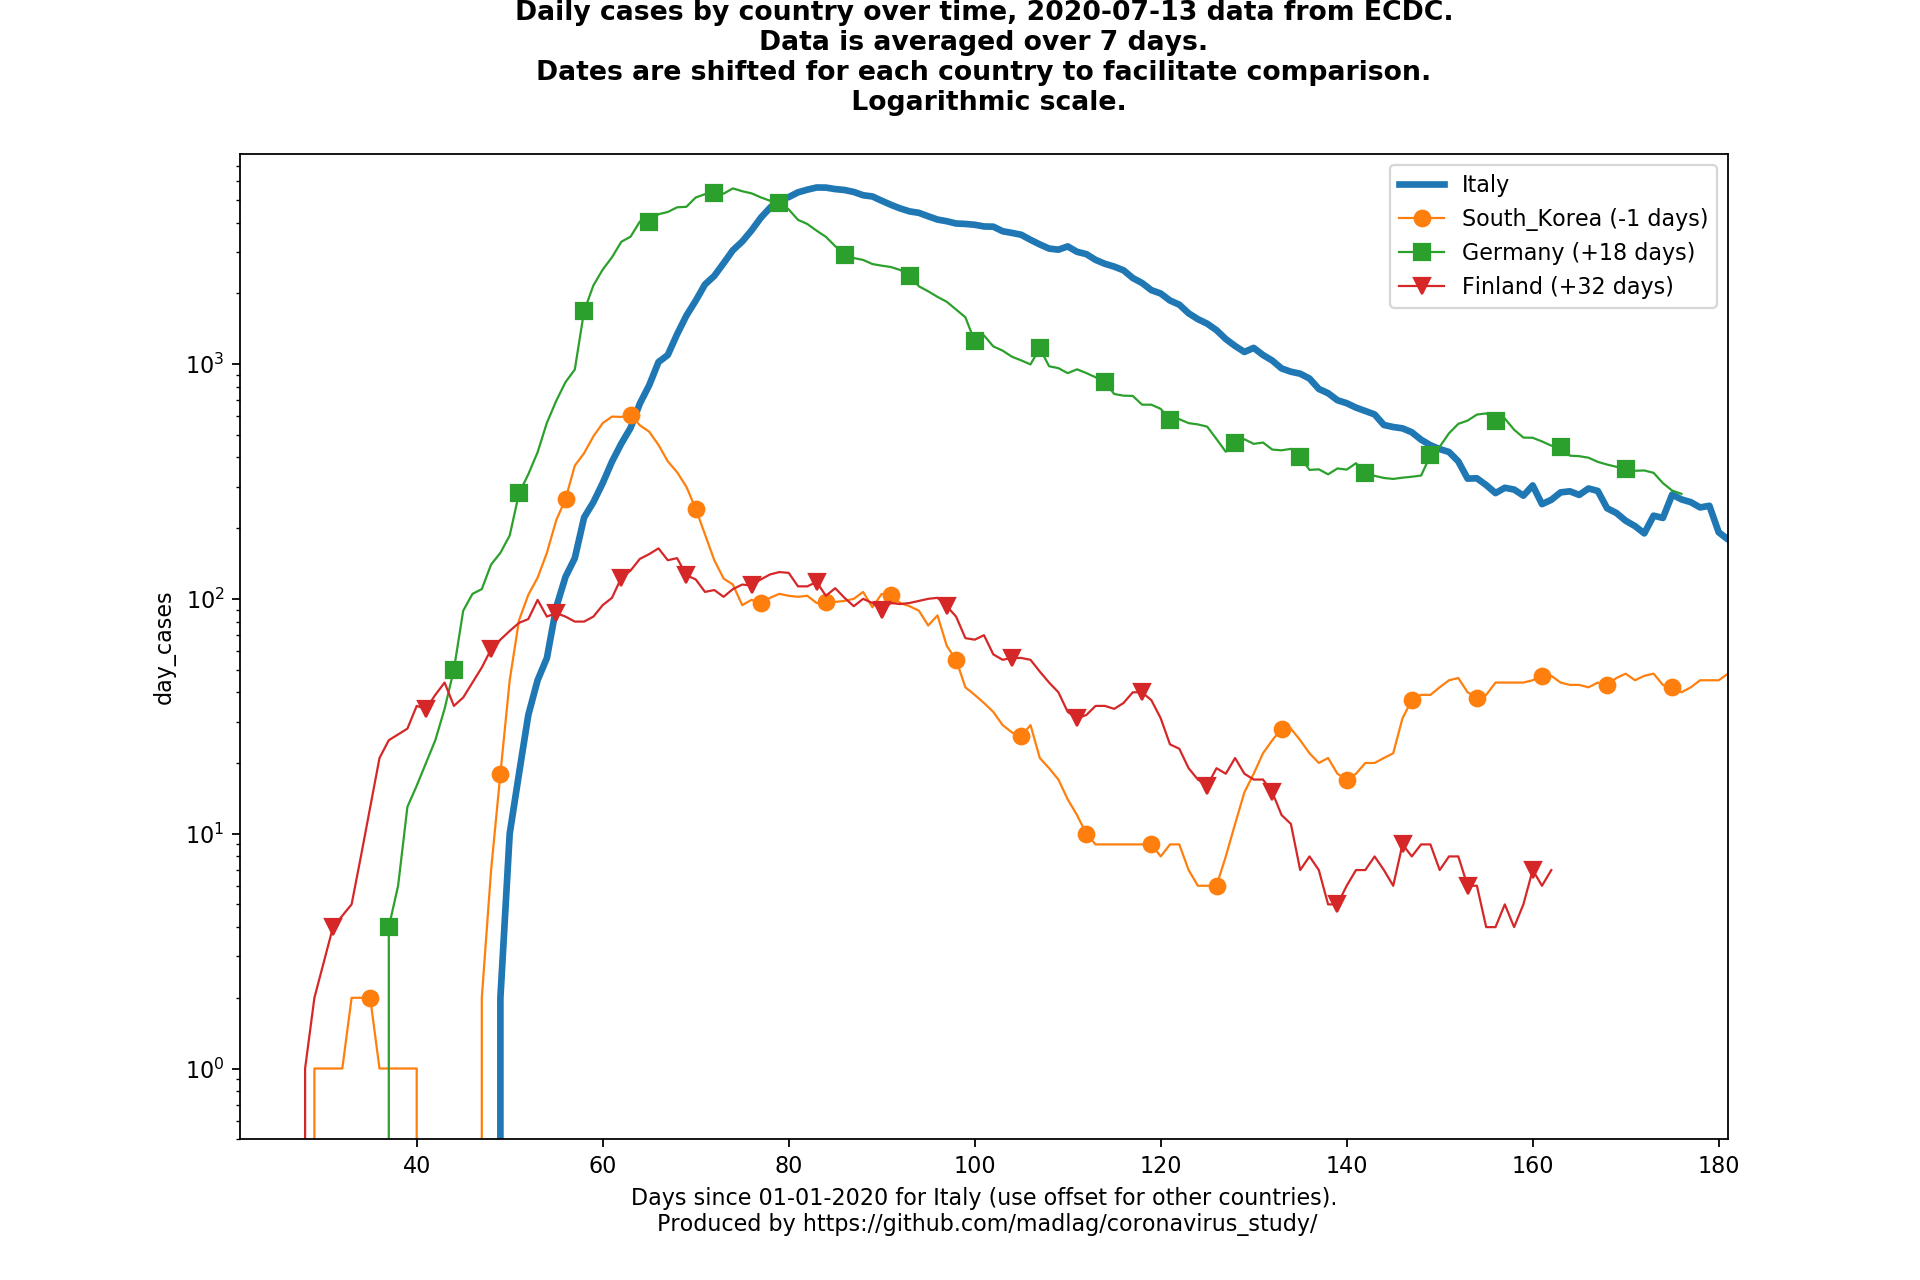 Daily cases by country over time, 2020-07-13 data from ECDC.
Data is averaged over 7 days.
Dates are shifted for each country to facilitate comparison.
Logarithmic scale.
Italy
South_Korea (-1 days)
Germany (+18 days)
Finland (+32 days)
day_cases
10³
10²
10¹
10⁰
40 60 80 100 120 140 160 180
Days since 01-01-2020 for Italy (use offset for other countries).
Produced by https://github.com/madlag/coronavirus_study/